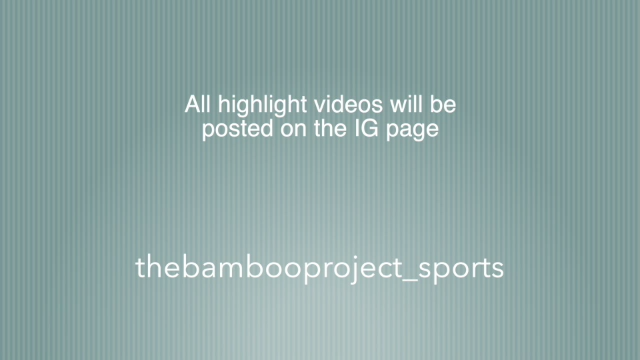 All highlight videos will be
posted on the IG page
thebambooproject_sports